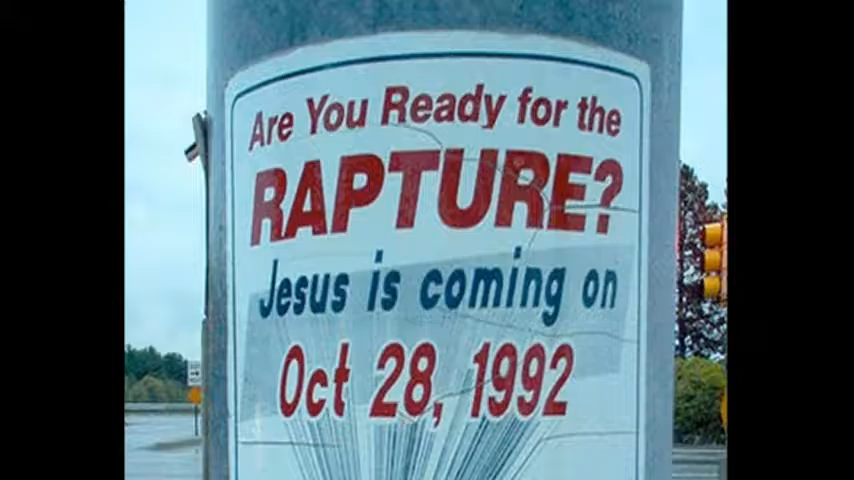 Are You Ready for the
RAPTURE?
Jesus is coming on
Oct 28, 1992